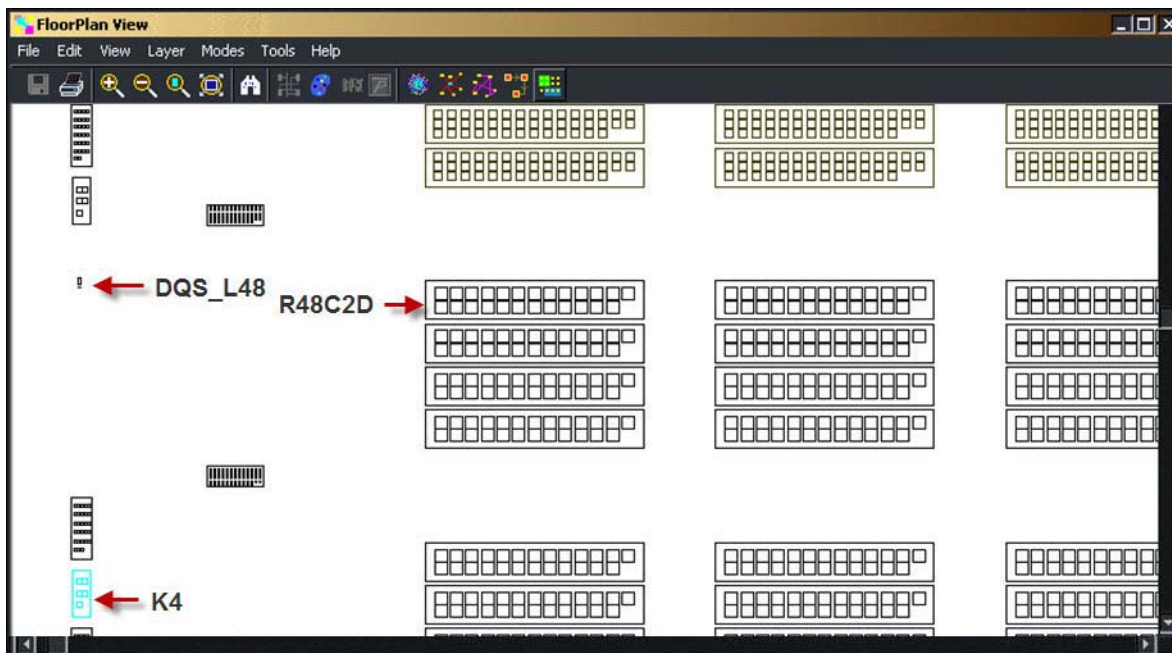 FloorPlan View
File Edit View Layer Modes Tools Help
DQS_L48
R48C2D
K4